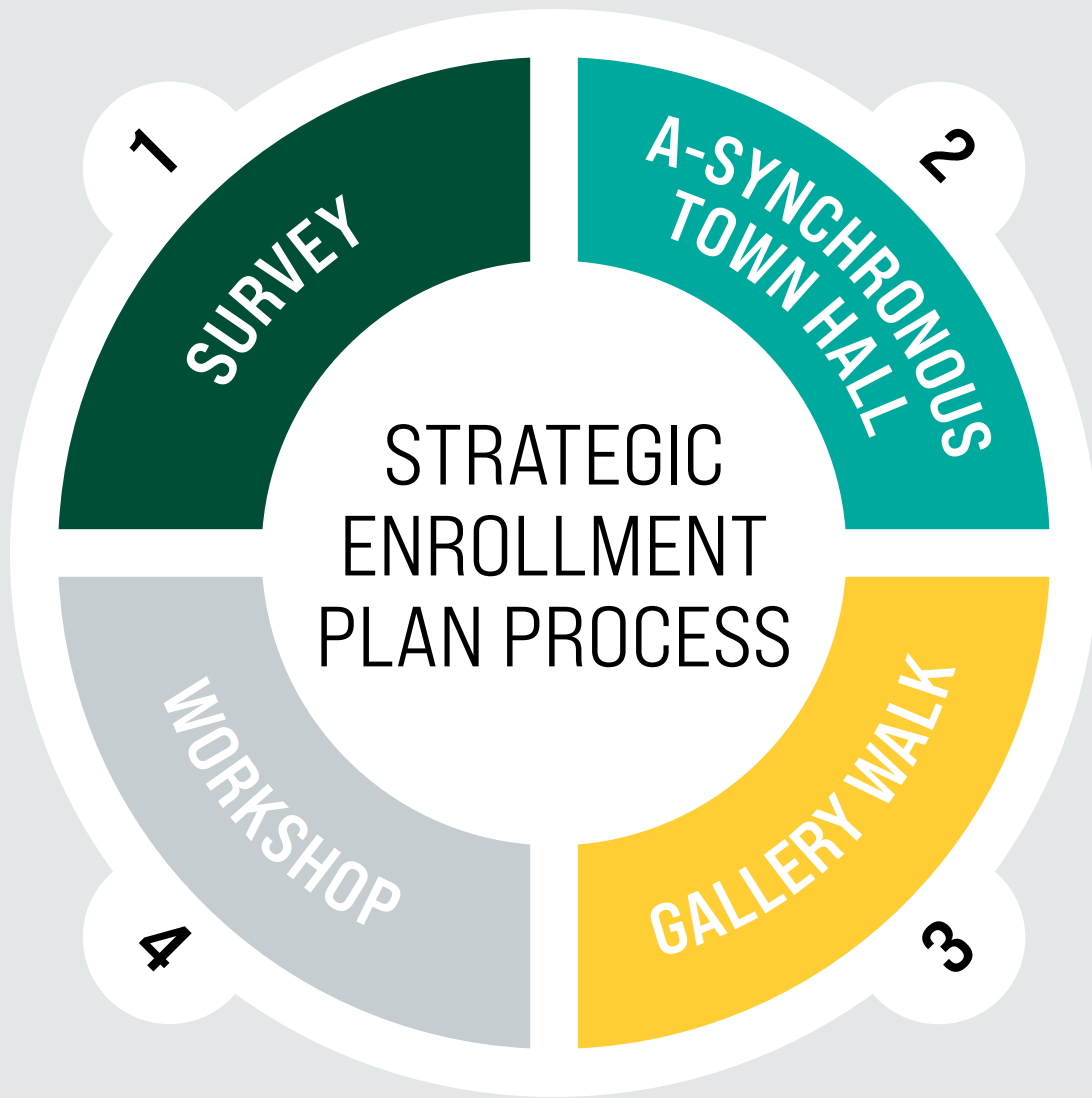 STRATEGIC
ENROLLMENT
PLAN PROCESS
1
SURVEY
2
A-SYNCHRONOUS
TOWN HALL
3
GALLERY WALK
4
WORKSHOP